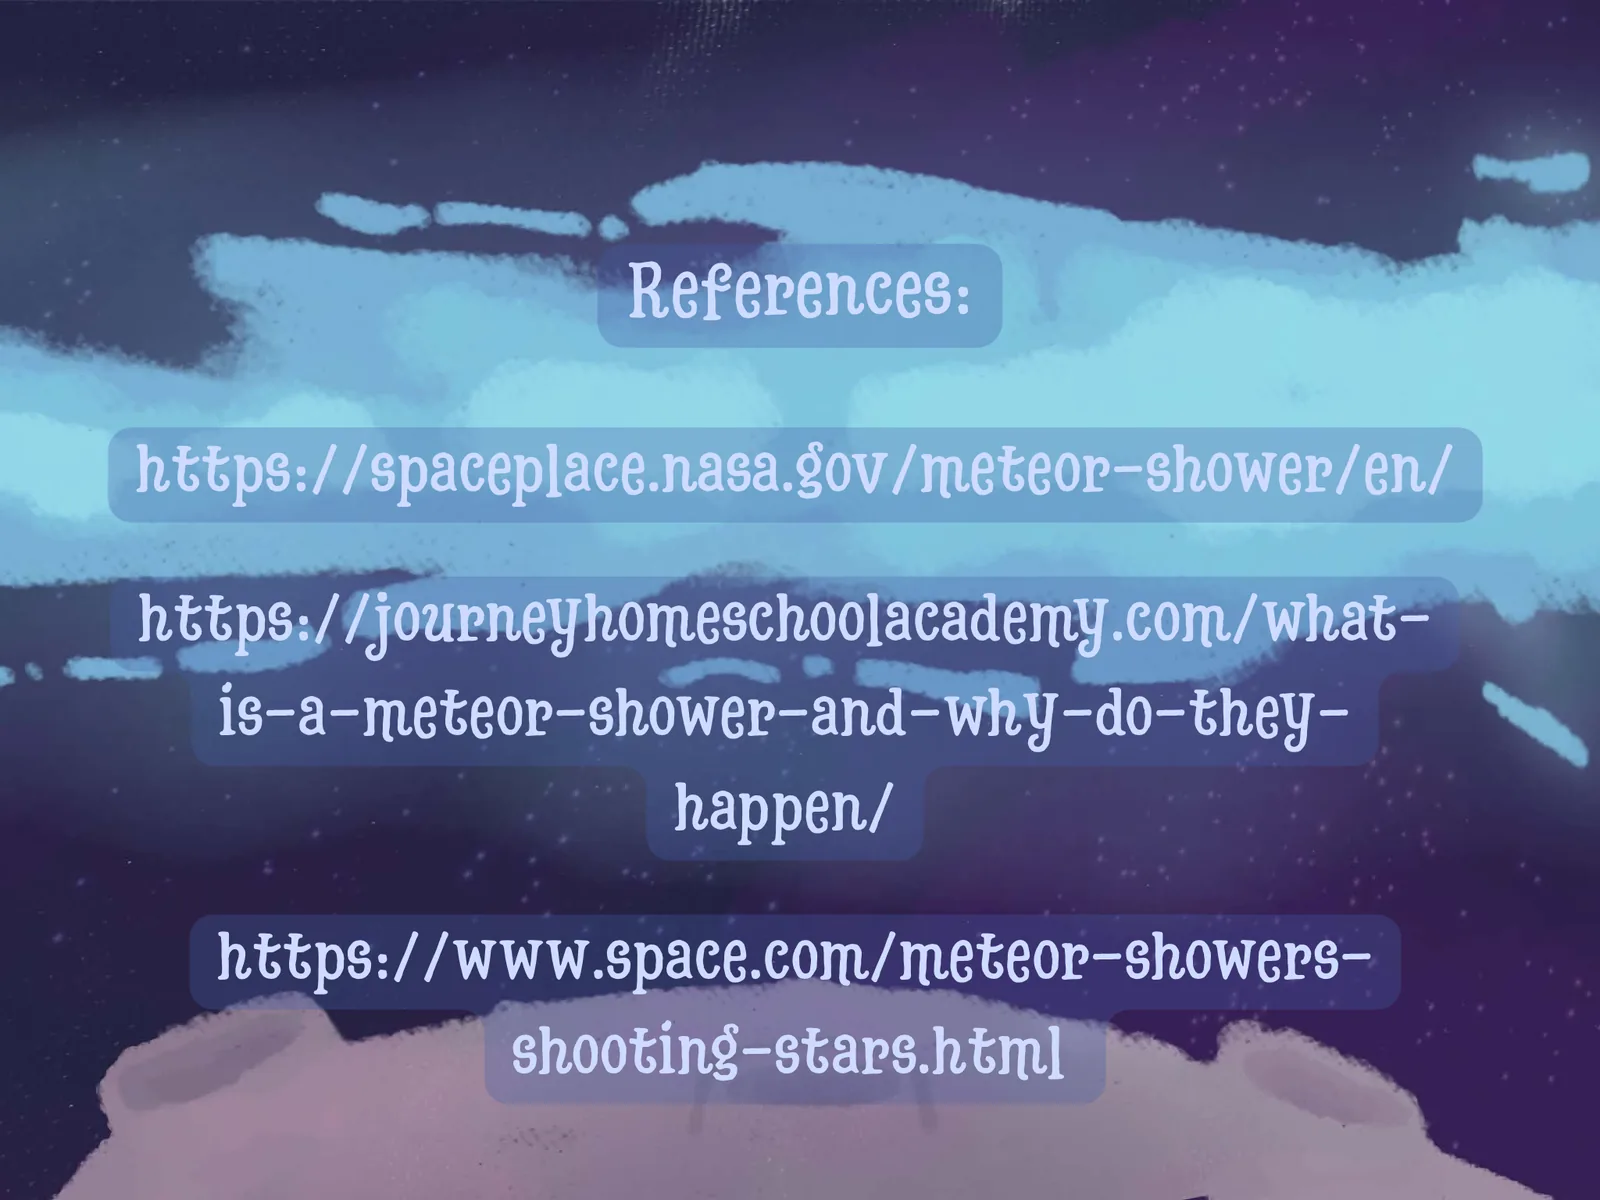 References:
https://spaceplace.nasa.gov/meteor-shower/en/
https://journeyhomeschoolacademy.com/what-
is-a-meteor-shower-and-why-do-they-
happen/
https://www.space.com/meteor-showers-
shooting-stars.html